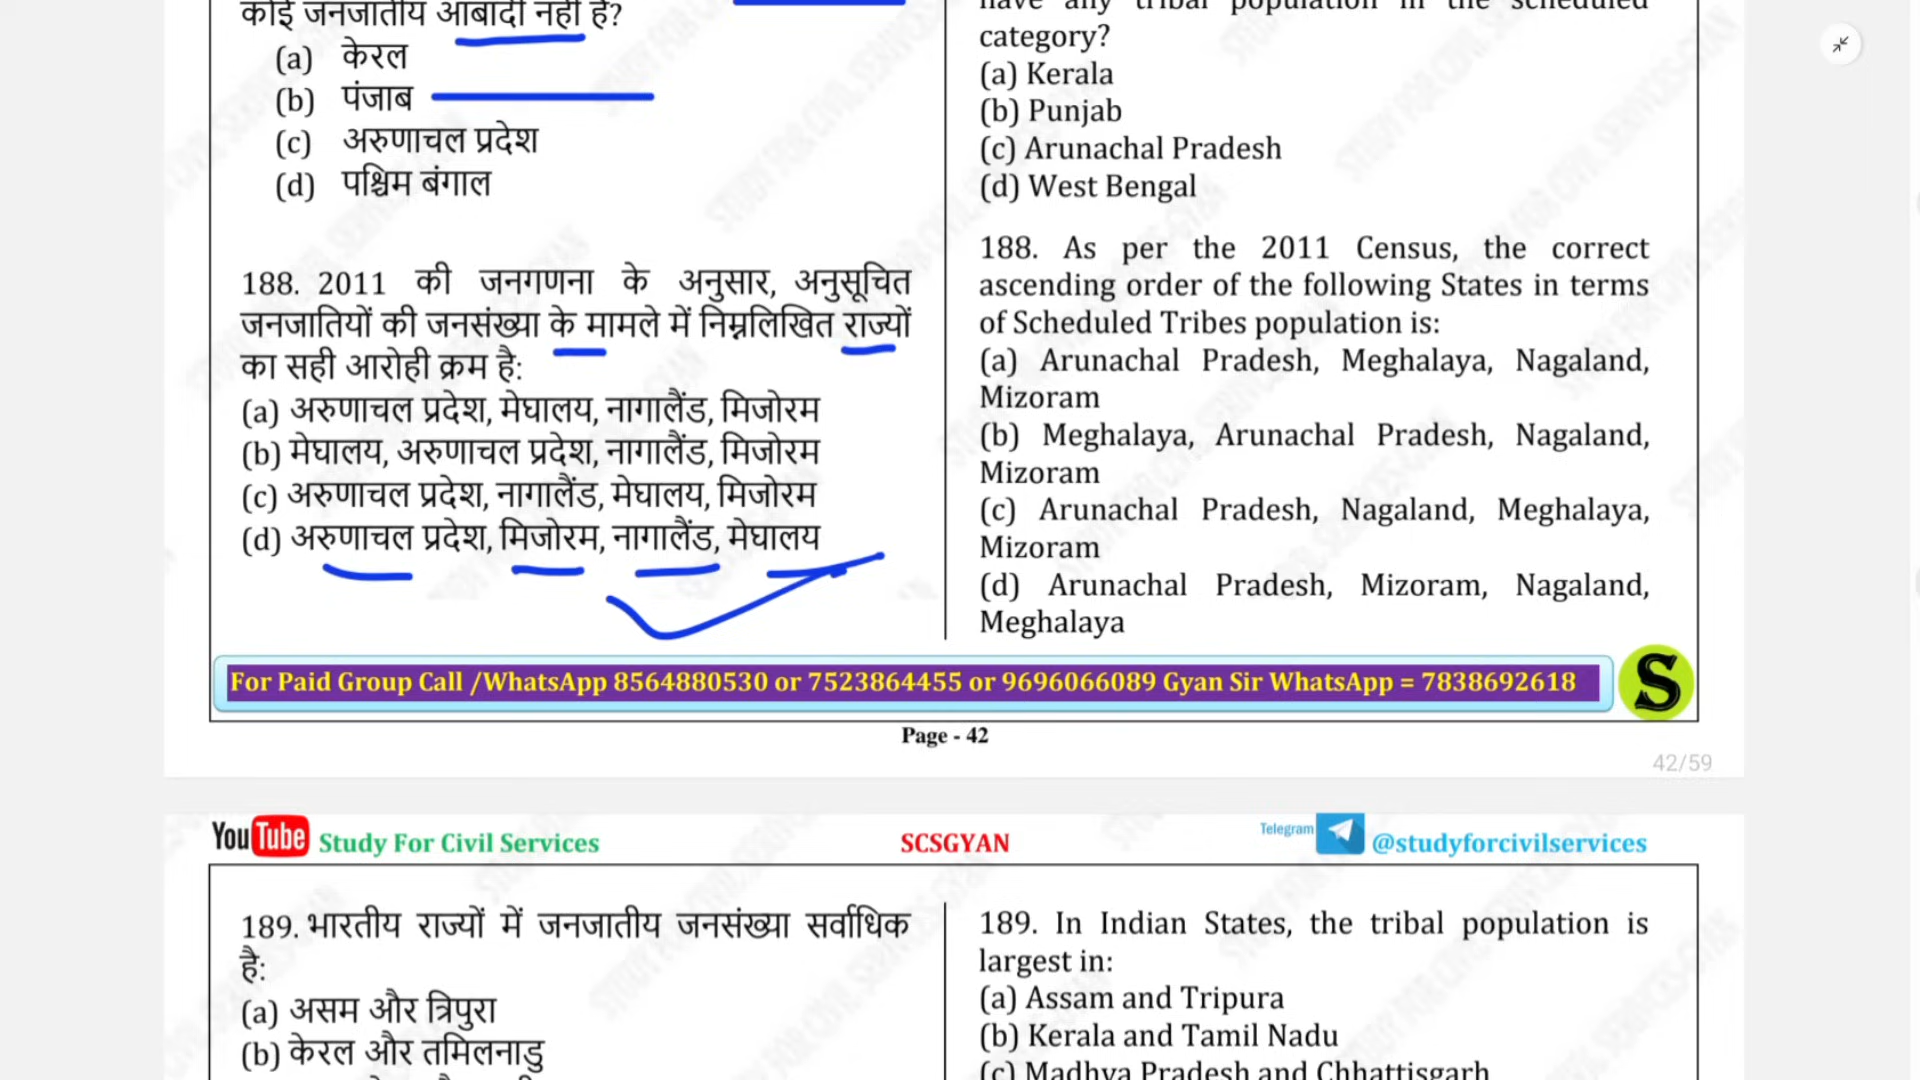 कोई जनजातीय आबादी नहीं है?
(a) केरल
(b) पंजाब
(c) अरुणाचल प्रदेश
(d) पश्चिम बंगाल
188. 2011 की जनगणना के अनुसार, अनुसूचित
जनजातियों की जनसंख्या के मामले में निम्नलिखित राज्यों
का सही आरोही क्रम है:
(a) अरुणाचल प्रदेश, मेघालय, नागालैंड, मिजोरम
(b) मेघालय, अरुणाचल प्रदेश, नागालैंड, मिजोरम
(c) अरुणाचल प्रदेश, नागालैंड, मेघालय, मिजोरम
(d) अरुणाचल प्रदेश, मिजोरम, नागालैंड, मेघालय
have any tribal population in the scheduled
category?
(a) Kerala
(b) Punjab
(c) Arunachal Pradesh
(d) West Bengal
188. As per the 2011 Census, the correct
ascending order of the following States in terms
of Scheduled Tribes population is:
(a) Arunachal Pradesh, Meghalaya, Nagaland,
Mizoram
(b) Meghalaya, Arunachal Pradesh, Nagaland,
Mizoram
(c) Arunachal Pradesh, Nagaland, Meghalaya,
Mizoram
(d) Arunachal Pradesh, Mizoram, Nagaland,
Meghalaya
For Paid Group Call /WhatsApp 8564880530 or 7523864455 or 9696066089 Gyan Sir WhatsApp = 7838692618
S
Page - 42
42/59
YouTube Study For Civil Services
SCSGYAN
Telegram @studyforcivilservices
189. भारतीय राज्यों में जनजातीय जनसंख्या सर्वाधिक
है:
(a) असम और त्रिपुरा
(b) केरल और तमिलनाडु
189. In Indian States, the tribal population is
largest in:
(a) Assam and Tripura
(b) Kerala and Tamil Nadu
(c) Madhya Pradesh and Chhattisgarh